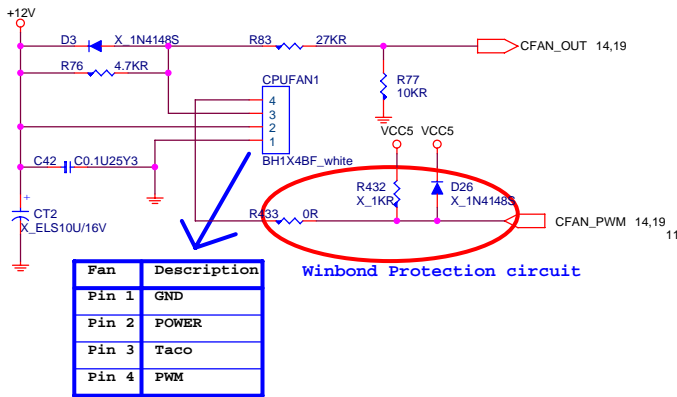 +12V
D3 X_1N4148S
R83 27KR
CFAN_OUT 14,19
R76 4.7KR
CPUFAN1
R77
10KR
4
3
2
1
VCC5 VCC5
BH1X4BF_white
C42 C0.1U25Y3
R432
X_1KR
D26
X_1N4148S
+
CT2
X_ELS10U/16V
R433 0R
CFAN_PWM 14,19
11
Winbond Protection circuit
Fan Description
Pin 1 GND
Pin 2 POWER
Pin 3 Taco
Pin 4 PWM